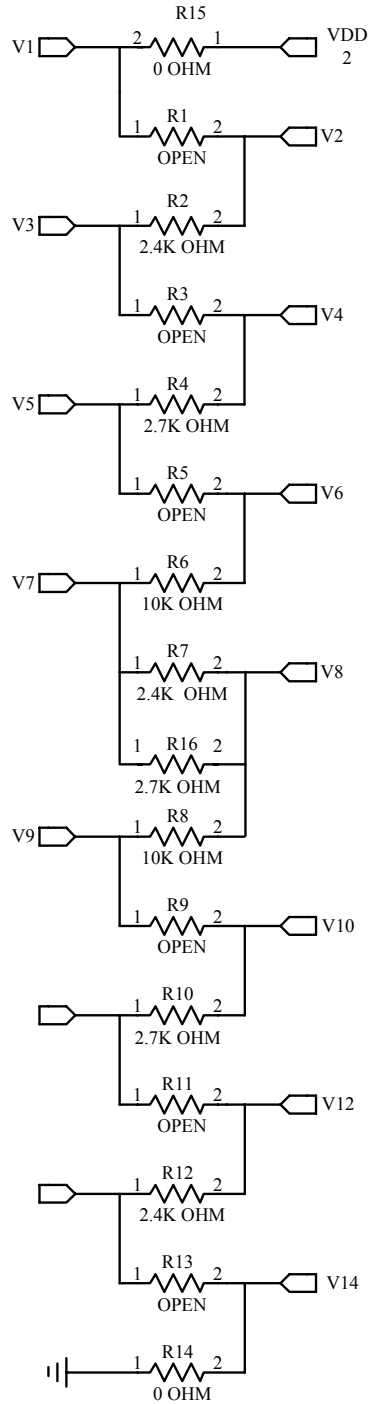 R15
V1 2 1 VDD
0 OHM 2
R1
1 2 V2
OPEN
R2
V3 1 2
2.4K OHM
R3
1 2 V4
OPEN
R4
V5 1 2
2.7K OHM
R5
1 2 V6
OPEN
R6
V7 1 2
10K OHM
R7
1 2 V8
2.4K OHM
R16
1 2
2.7K OHM
R8
V9 1 2
10K OHM
R9
1 2 V10
OPEN
R10
1 2
2.7K OHM
R11
1 2 V12
OPEN
R12
1 2
2.4K OHM
R13
1 2 V14
OPEN
R14
1 2
0 OHM